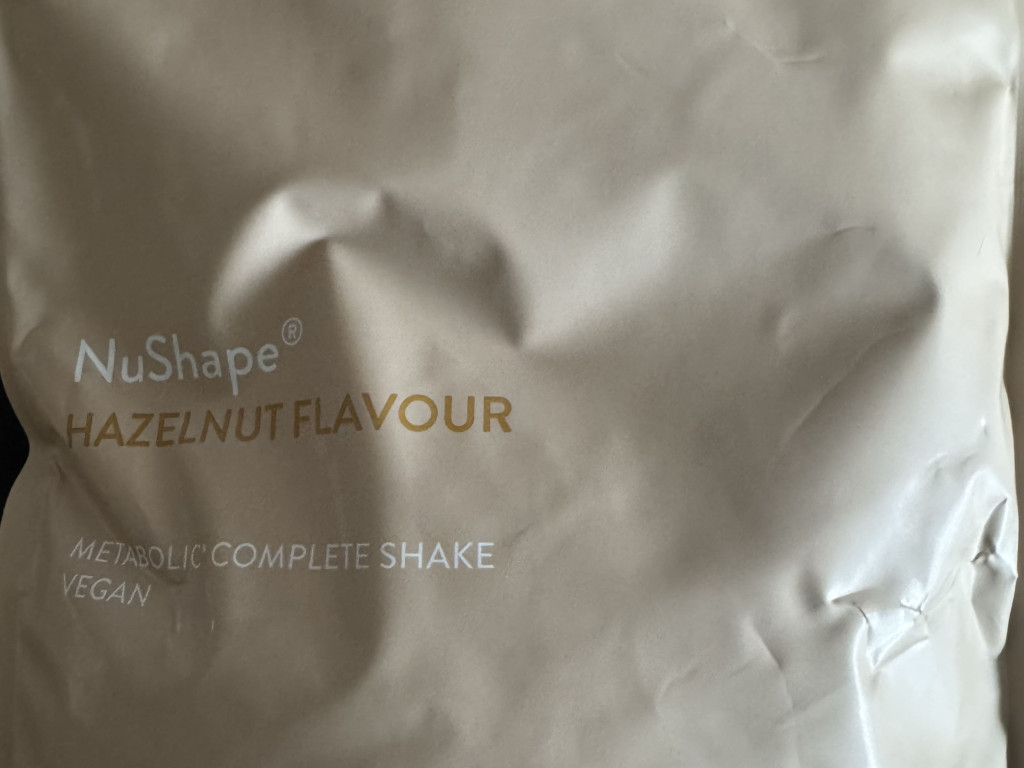 NuShape®
HAZELNUT FLAVOUR
METABOLIC' COMPLETE SHAKE
VEGAN